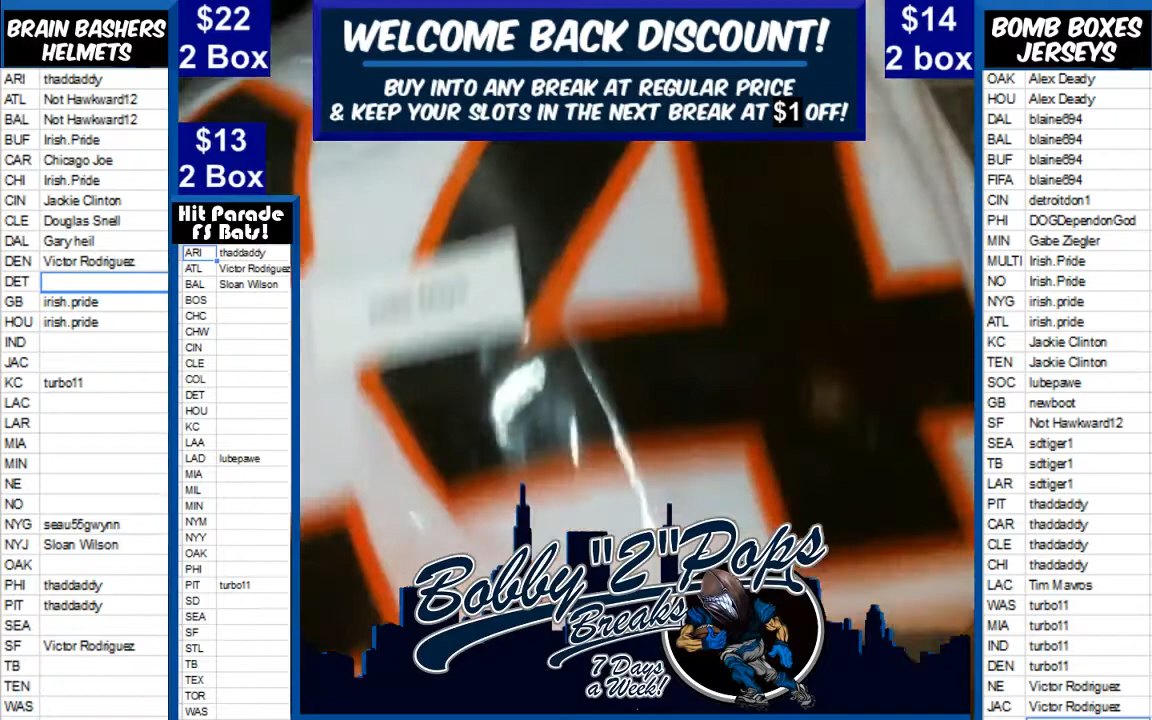 BRAIN BASHERS
HELMETS
ARI thaddaddy
ATL Not Hawkward12
BAL Not Hawkward12
BUF Irish.Pride
CAR Chicago Joe
CHI Irish.Pride
CIN Jackie Clinton
CLE Douglas Snell
DAL Gary heil
DEN Victor Rodriguez
DET
GB irish.pride
HOU irish.pride
IND
JAC
KC turbo11
LAC
LAR
MIA
MIN
NE
NO
NYG seau55gwynn
NYJ Sloan Wilson
OAK
PHI thaddaddy
PIT thaddaddy
SEA
SF Victor Rodriguez
TB
TEN
WAS
$22
2 Box
$13
2 Box
Hit Parade
FS Bats!
ARI thaddaddy
ATL Victor Rodriguez
BAL Sloan Wilson
BOS
CHC
CHW
CIN
CLE
COL
DET
HOU
KC
LAA
LAD lubepawe
MIA
MIL
MIN
NYM
NYY
OAK
PHI
PIT turbo11
SD
SEA
SF
STL
TB
TEX
TOR
WAS
WELCOME BACK DISCOUNT!
BUY INTO ANY BREAK AT REGULAR PRICE
& KEEP YOUR SLOTS IN THE NEXT BREAK AT $1 OFF!
Bobby "2" Pops
Breaks
7 Days
a Week!
$14
2 box
BOMB BOXES
JERSEYS
OAK Alex Deady
HOU Alex Deady
DAL blaine694
BAL blaine694
BUF blaine694
FIFA blaine694
CIN detroitdon1
PHI DOGDependonGod
MIN Gabe Ziegler
MULTI Irish.Pride
NO Irish.Pride
NYG irish.pride
ATL irish.pride
KC Jackie Clinton
TEN Jackie Clinton
SOC lubepawe
GB newboot
SF Not Hawkward12
SEA sdtiger1
TB sdtiger1
LAR sdtiger1
PIT thaddaddy
CAR thaddaddy
CLE thaddaddy
CHI thaddaddy
LAC Tim Mavros
WAS turbo11
MIA turbo11
IND turbo11
DEN turbo11
NE Victor Rodriguez
JAC Victor Rodriguez